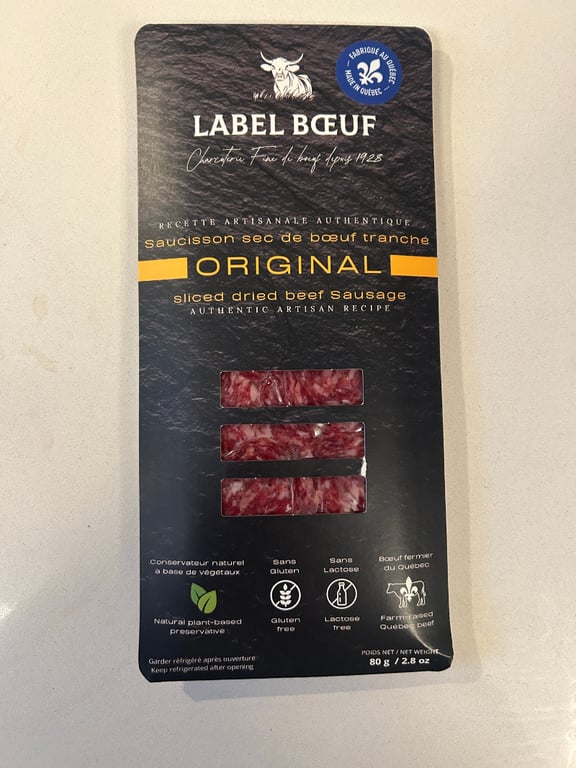 FABRIQUÉ AU QUÉBEC
MADE IN QUÉBEC
LABEL BŒUF
Charcuterie Fine de bœuf depuis 1928
RECETTE ARTISANALE AUTHENTIQUE
Saucisson sec de bœuf tranché
ORIGINAL
sliced dried beef Sausage
AUTHENTIC ARTISAN RECIPE
Conservateur naturel
à base de végétaux
Natural plant-based
preservative
Sans
Gluten
Gluten
free
Sans
Lactose
Lactose
free
Bœuf fermier
du Québec
Farm-raised
Quebec beef
Garder réfrigéré après ouverture
Keep refrigerated after opening
POIDS NET / NET WEIGHT
80 g / 2.8 oz